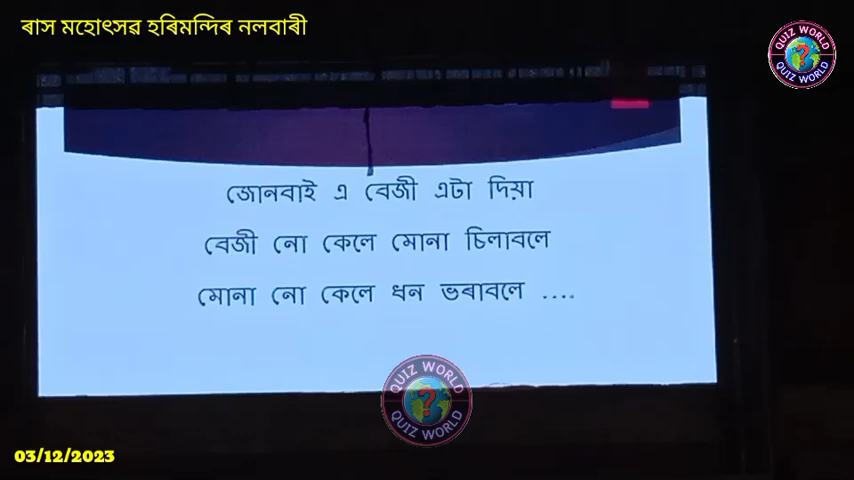 ৰাস মহোৎসৱ হৰিমন্দিৰ নলবাৰী
QUIZ WORLD
QUIZ WORLD
জোনবাই এ বেজী এটা দিয়া
বেজী নো কেলে মোনা চিলাবলে
মোনা নো কেলে ধন ভৰাবলে ....
QUIZ WORLD
QUIZ WORLD
03/12/2023